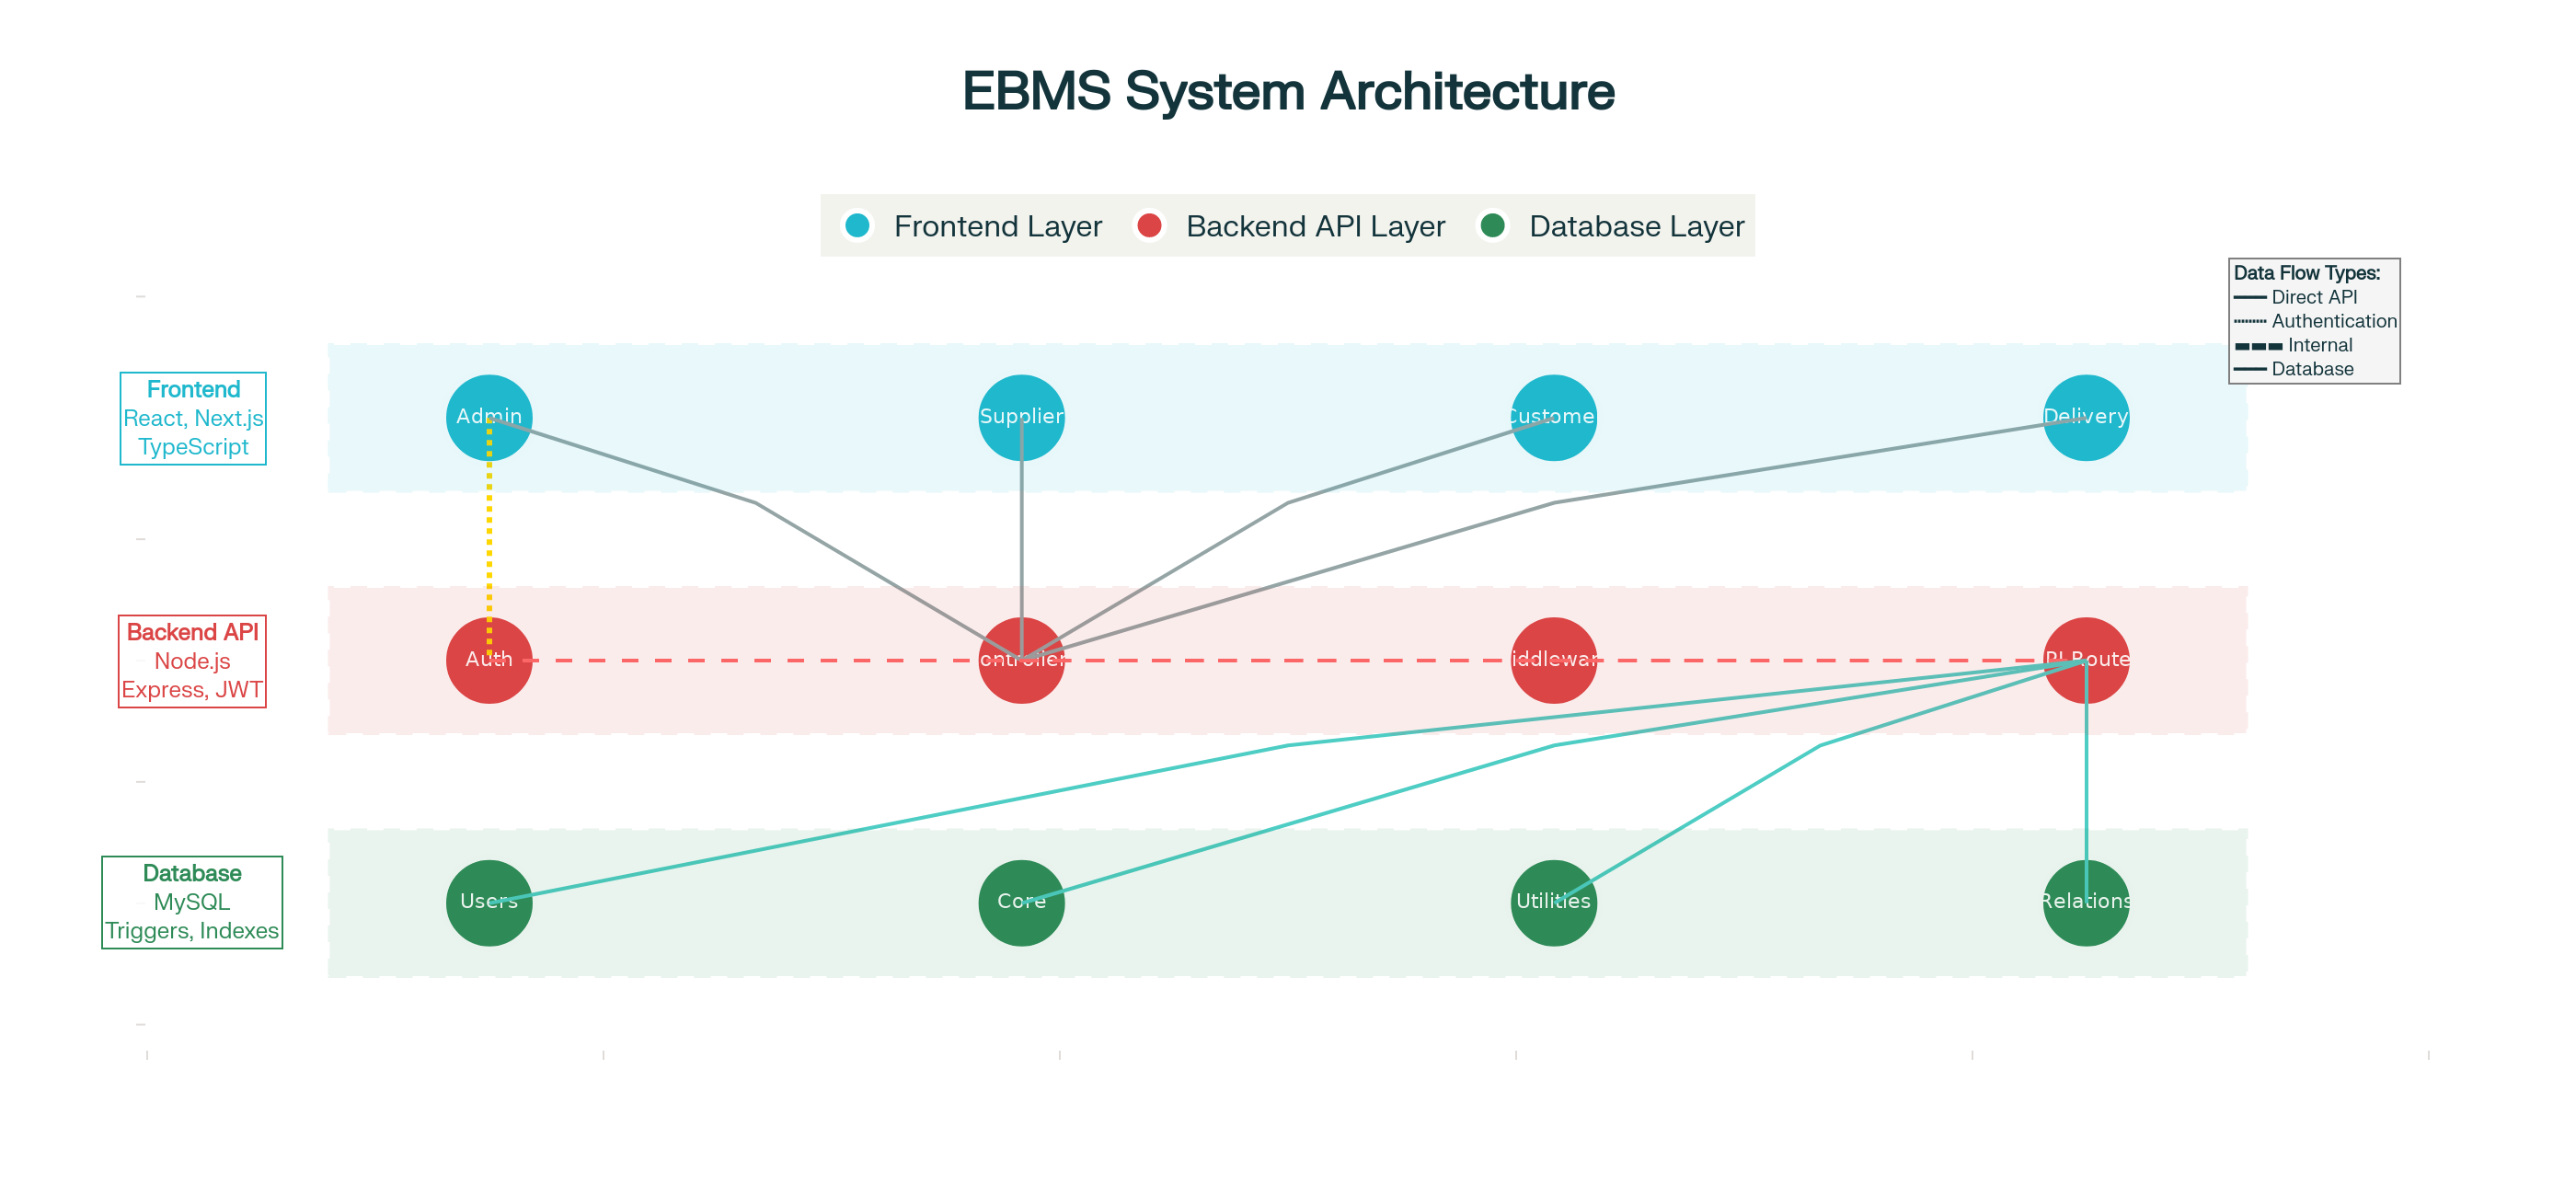 EBMS System Architecture
Frontend Layer
Backend API Layer
Database Layer
Data Flow Types:
Direct API
Authentication
Internal
Database
Frontend
React, Next.js
TypeScript
Admin
Supplier
Custome
Delivery
Backend API
Node.js
Express, JWT
Auth
ontroller
iddlewar
PI Route
Database
MySQL
Triggers, Indexes
Users
Core
Utilities
Relations